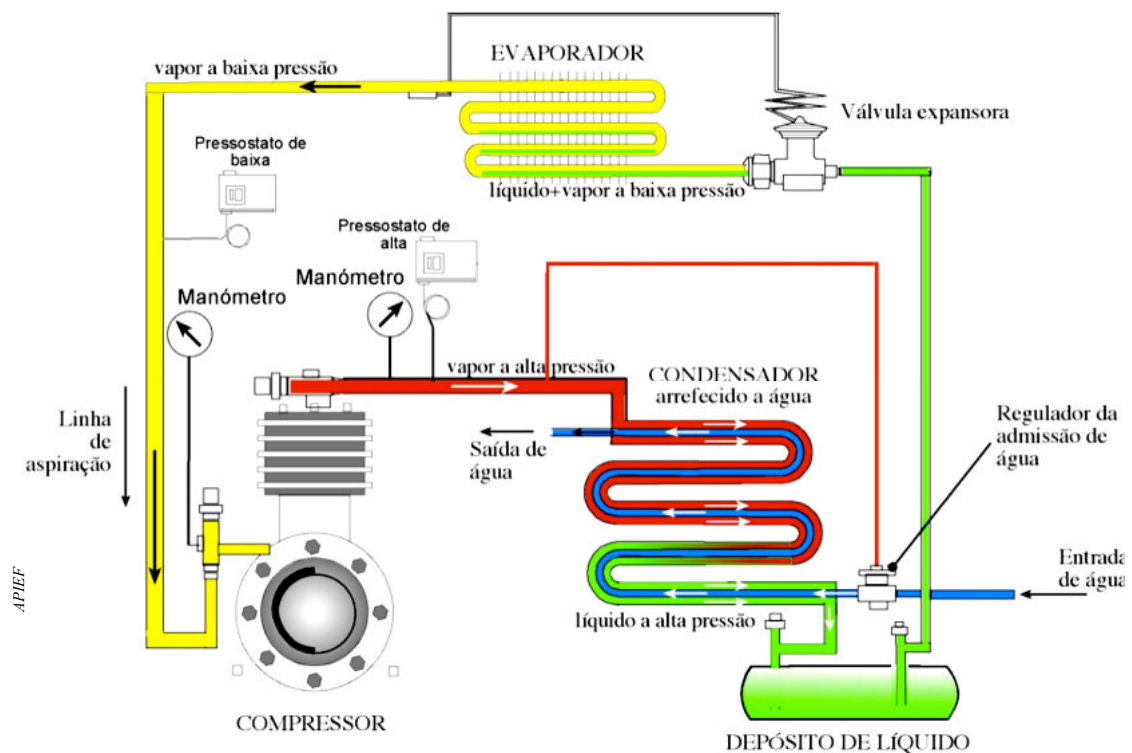 EVAPORADOR
vapor a baixa pressão
Válvula expansora
Pressostato de
baixa
líquido+vapor a baixa pressão
Pressostato de
alta
Manómetro
Manómetro
vapor a alta pressão
CONDENSADOR
arrefecido a água
Regulador da
admissão de
água
Linha
de
aspiração
Saída de
água
Entrada
de água
APIEF
líquido a alta pressão
COMPRESSOR
DEPÓSITO DE LÍQUIDO